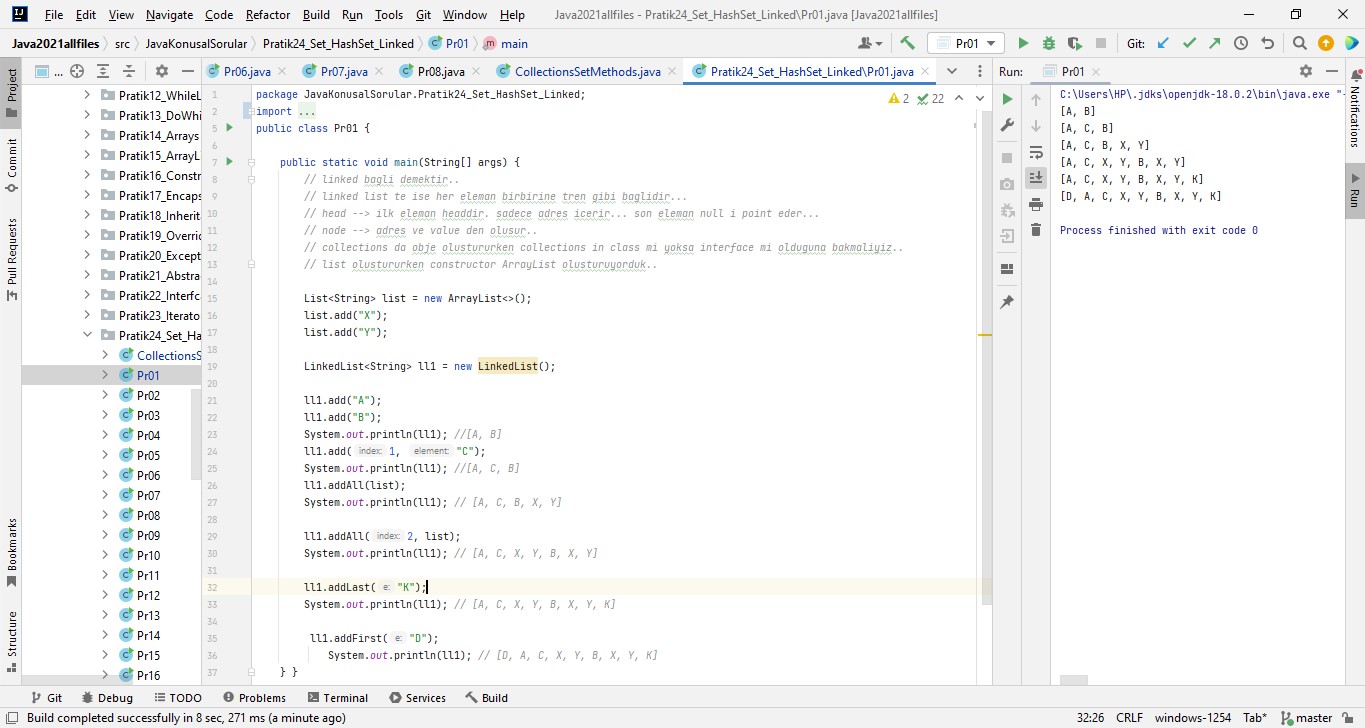 File Edit View Navigate Code Refactor Build Run Tools Git Window Help Java2021allfiles - Pratik24_Set_HashSet_Linked\Pr01.java [Java2021allfiles]
Java2021allfiles src JavaKonusalSorular Pratik24_Set_HashSet_Linked Pr01 main Pr01 Git:
... Pr06.java Pr07.java Pr08.java CollectionsSetMethods.java Pratik24_Set_HashSet_Linked\Pr01.java Run: Pr01
Project
Commit
Pull Requests
Bookmarks
Structure
Pratik12_WhileL
Pratik13_DoWhi
Pratik14_Arrays
Pratik15_ArrayL
Pratik16_Constr
Pratik17_Encaps
Pratik18_Inherit
Pratik19_Overric
Pratik20_Except
Pratik21_Abstra
Pratik22_Interfc
Pratik23_Iterato
Pratik24_Set_Ha
CollectionsS
Pr01
Pr02
Pr03
Pr04
Pr05
Pr06
Pr07
Pr08
Pr09
Pr10
Pr11
Pr12
Pr13
Pr14
Pr15
Pr16
2 22
1 package JavaKonusalSorular.Pratik24_Set_HashSet_Linked;
2 import ...
5 public class Pr01 {
6
7 public static void main(String[] args) {
8 // linked bagli demektir..
9 // linked list te ise her eleman birbirine tren gibi baglidir...
10 // head --> ilk eleman headdir. sadece adres icerir... son eleman null i point eder...
11 // node --> adres ve value den olusur..
12 // collections da obje olustururken collections in class mi yoksa interface mi olduguna bakmaliyiz..
13 // list olustururken constructor ArrayList olusturuyorduk..
14
15 List<String> list = new ArrayList<>();
16 list.add("X");
17 list.add("Y");
18
19 LinkedList<String> ll1 = new LinkedList();
20
21 ll1.add("A");
22 ll1.add("B");
23 System.out.println(ll1); //[A, B]
24 ll1.add( index: 1, element: "C");
25 System.out.println(ll1); //[A, C, B]
26 ll1.addAll(list);
27 System.out.println(ll1); // [A, C, B, X, Y]
28
29 ll1.addAll( index: 2, list);
30 System.out.println(ll1); // [A, C, X, Y, B, X, Y]
31
32 ll1.addLast( e: "K");
33 System.out.println(ll1); // [A, C, X, Y, B, X, Y, K]
34
35 ll1.addFirst( e: "D");
36 System.out.println(ll1); // [D, A, C, X, Y, B, X, Y, K]
37 } }
C:\Users\HP\.jdks\openjdk-18.0.2\bin\java.exe "-
[A, B]
[A, C, B]
[A, C, B, X, Y]
[A, C, X, Y, B, X, Y]
[A, C, X, Y, B, X, Y, K]
[D, A, C, X, Y, B, X, Y, K]
Process finished with exit code 0
Notifications
Run
Git Debug TODO Problems Terminal Services Build
Build completed successfully in 8 sec, 271 ms (a minute ago) 32:26 CRLF windows-1254 Tab* master